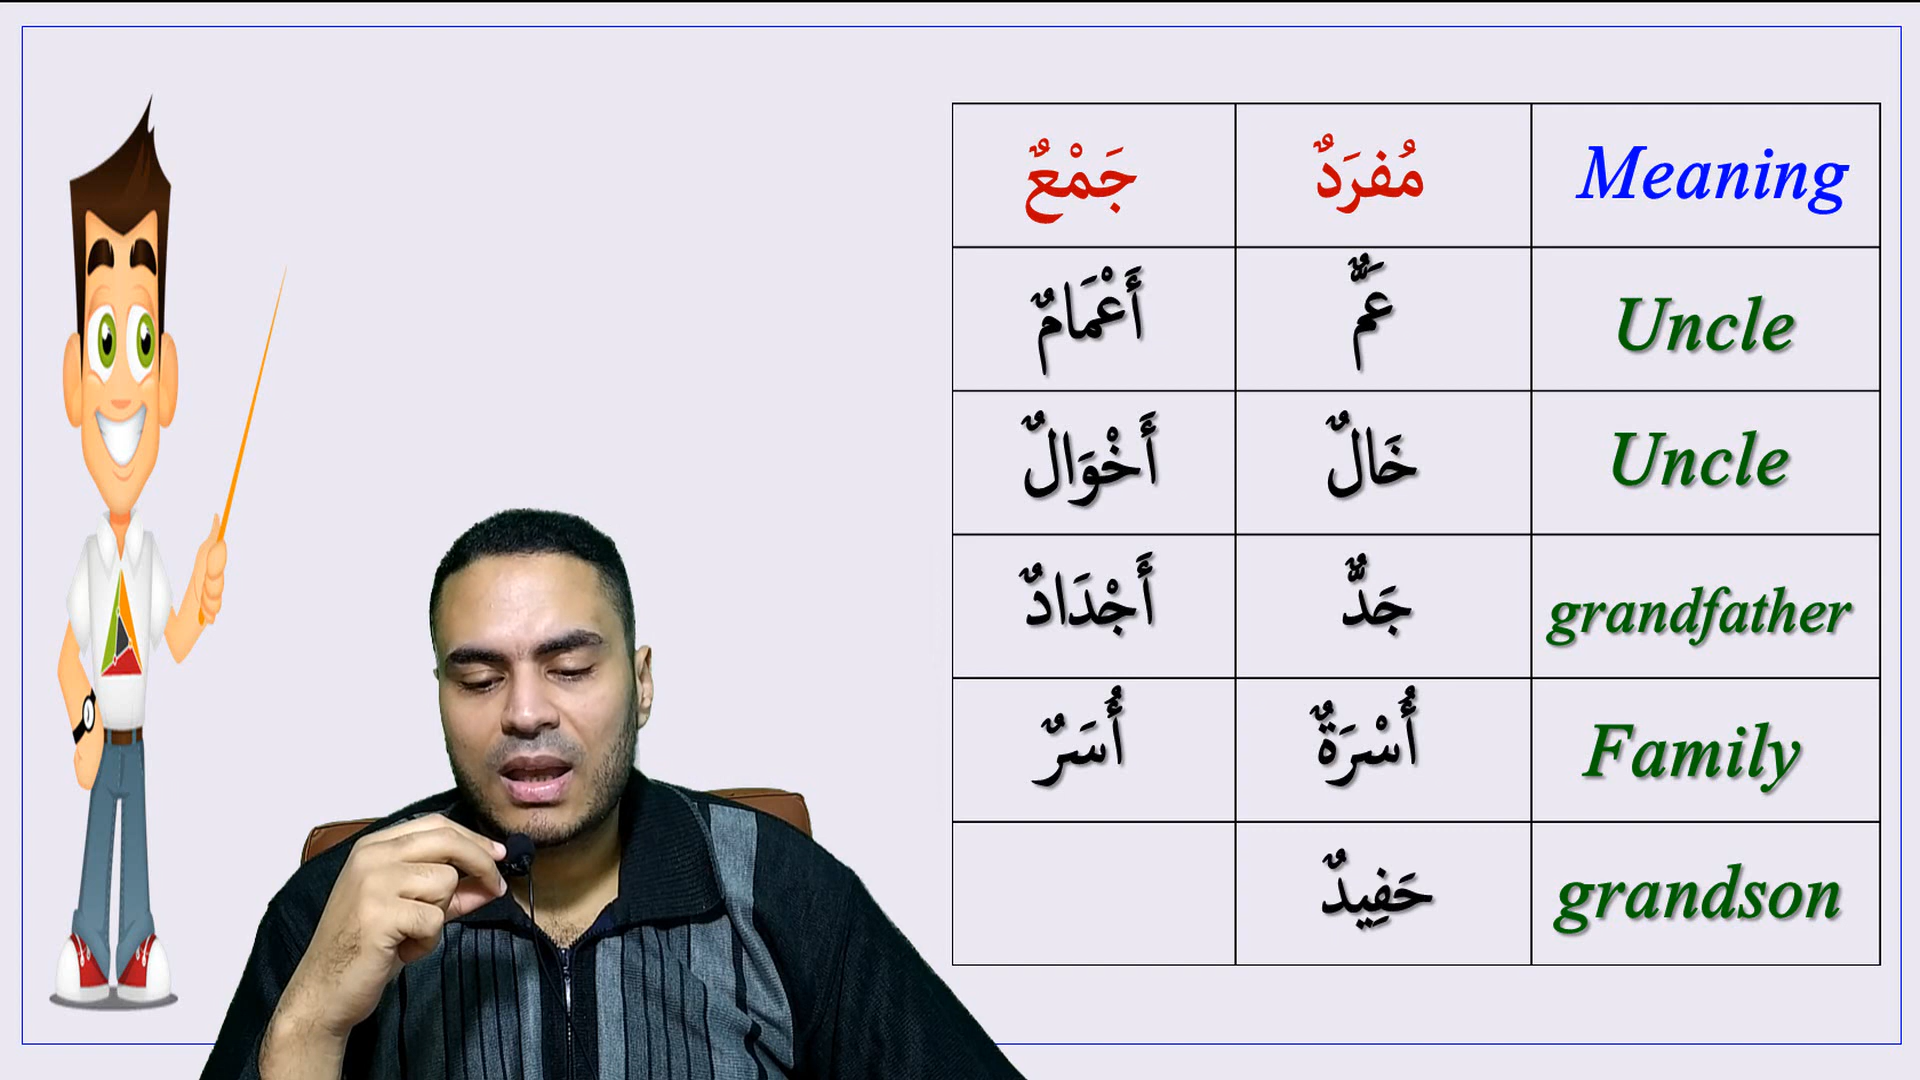 جَمْعٌ مُفرَدٌ Meaning
أَعْمَامٌ عَمٌّ Uncle
أَخْوَالٌ خَالٌ Uncle
أَجْدَادٌ جَدٌّ grandfather
أُسَرٌ أُسْرَةٌ Family
حَفِيدٌ grandson